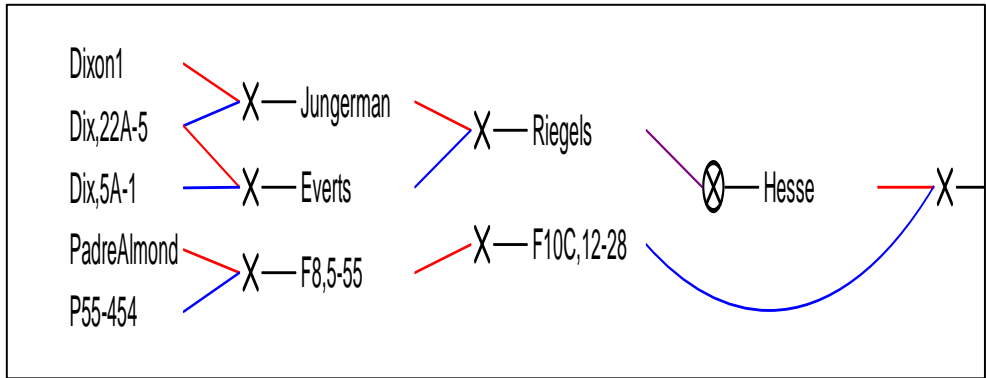 Dixon1
Dix,22A-5
Dix,5A-1
PadreAlmond
P55-454
X Jungerman
X Everts
X F8,5-55
X Riegels
X F10C,12-28
X Hesse
X